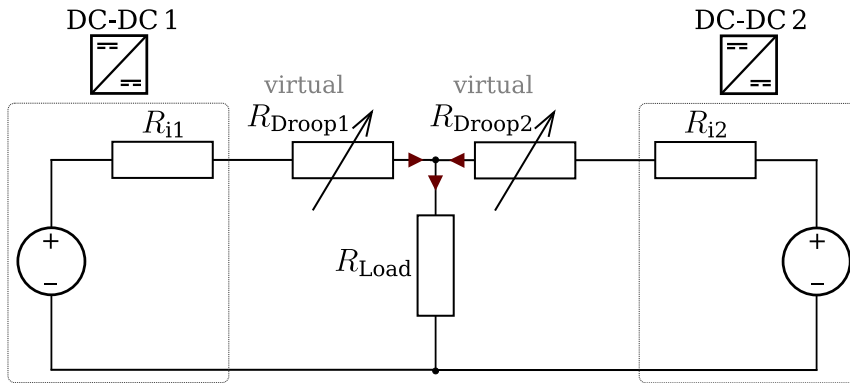 DC-DC 1
DC-DC 2
virtual
virtual
R_i1
R_Droop1
R_Droop2
R_i2
+
+
R_Load
−
−